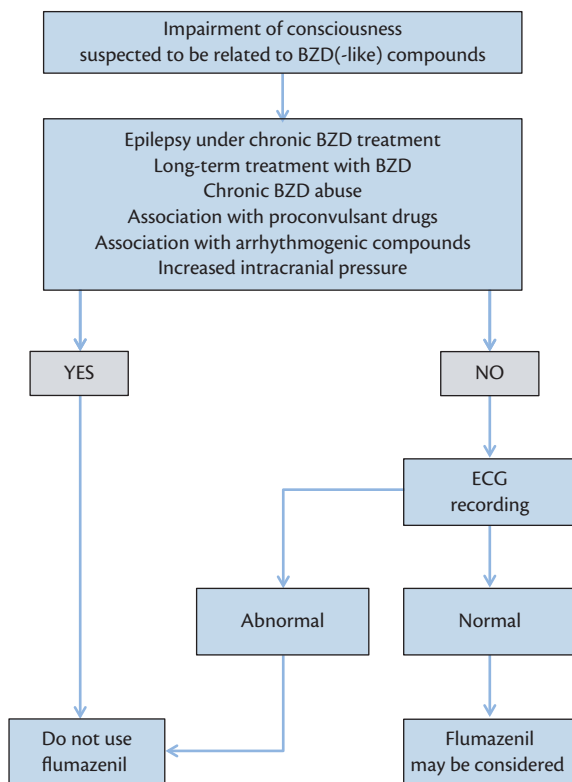 Impairment of consciousness
suspected to be related to BZD(-like) compounds
Epilepsy under chronic BZD treatment
Long-term treatment with BZD
Chronic BZD abuse
Association with proconvulsant drugs
Association with arrhythmogenic compounds
Increased intracranial pressure
YES
NO
ECG
recording
Abnormal
Normal
Do not use
flumazenil
Flumazenil
may be considered